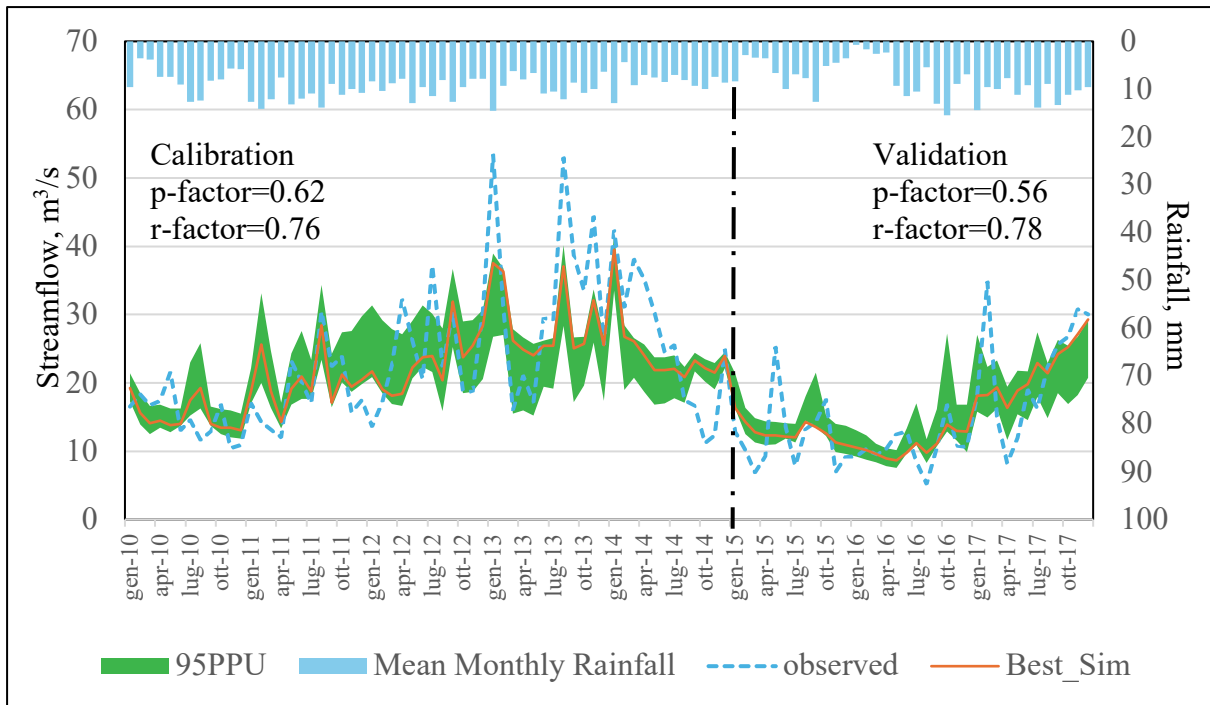 70
60
50
40
30
20
10
0
Streamflow, m³/s
Calibration
p-factor=0.62
r-factor=0.76
Validation
p-factor=0.56
r-factor=0.78
0
10
20
30
40
50
60
70
80
90
100
Rainfall, mm
gen-10
apr-10
lug-10
ott-10
gen-11
apr-11
lug-11
ott-11
gen-12
apr-12
lug-12
ott-12
gen-13
apr-13
lug-13
ott-13
gen-14
apr-14
lug-14
ott-14
gen-15
apr-15
lug-15
ott-15
gen-16
apr-16
lug-16
ott-16
gen-17
apr-17
lug-17
ott-17
95PPU
Mean Monthly Rainfall
observed
Best_Sim